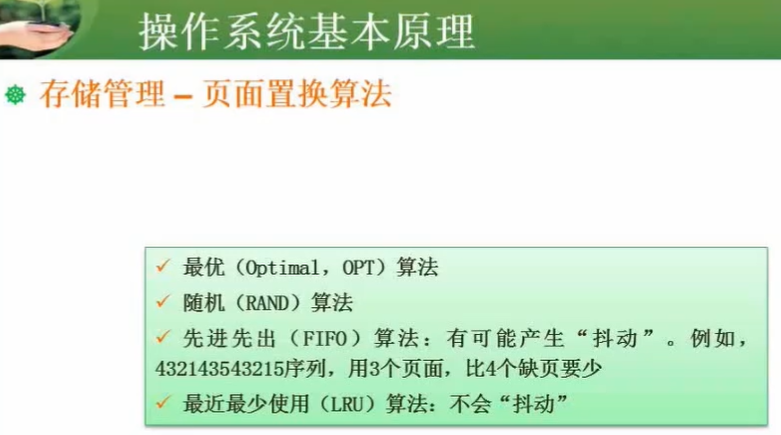 操作系统基本原理
存储管理 – 页面置换算法
最优（Optimal，OPT）算法
随机（RAND）算法
先进先出（FIFO）算法：有可能产生“抖动”。例如，
432143543215序列，用3个页面，比4个缺页要少
最近最少使用（LRU）算法：不会“抖动”